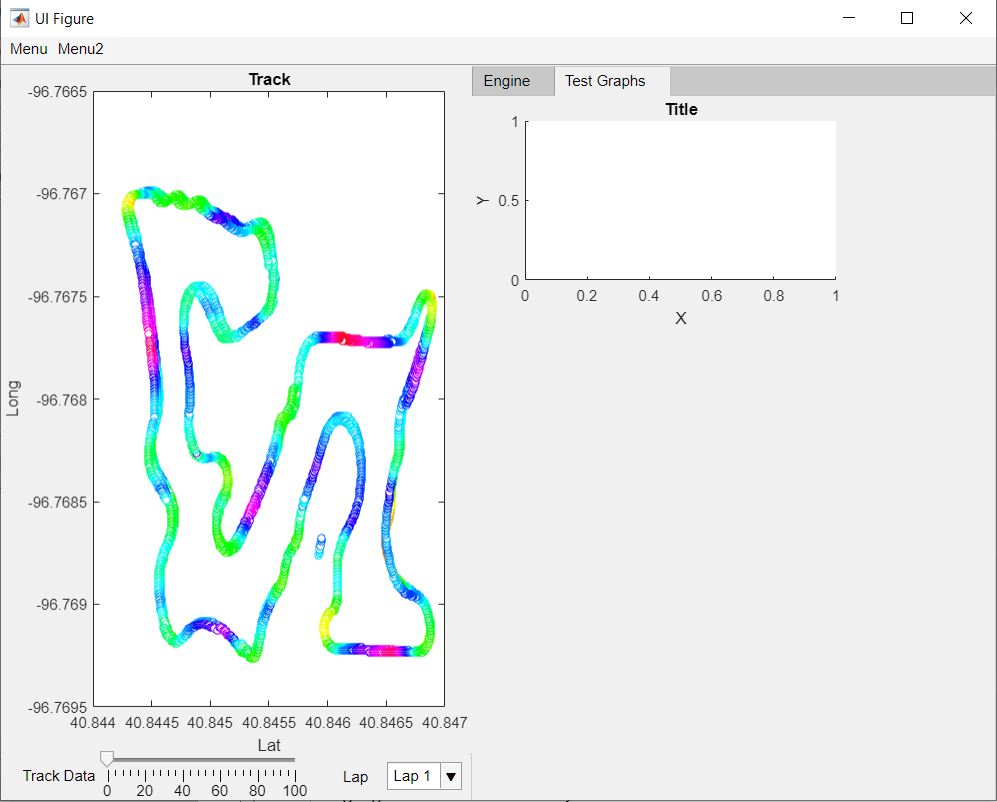 UI Figure
Menu Menu2
Track
Engine Test Graphs
Title
-96.7665
-96.767
-96.7675
-96.768
-96.7685
-96.769
-96.7695
Long
40.844 40.8445 40.845 40.8455 40.846 40.8465 40.847
Lat
1
0.5
0
Y
0 0.2 0.4 0.6 0.8 1
X
Track Data
0 20 40 60 80 100
Lap Lap 1